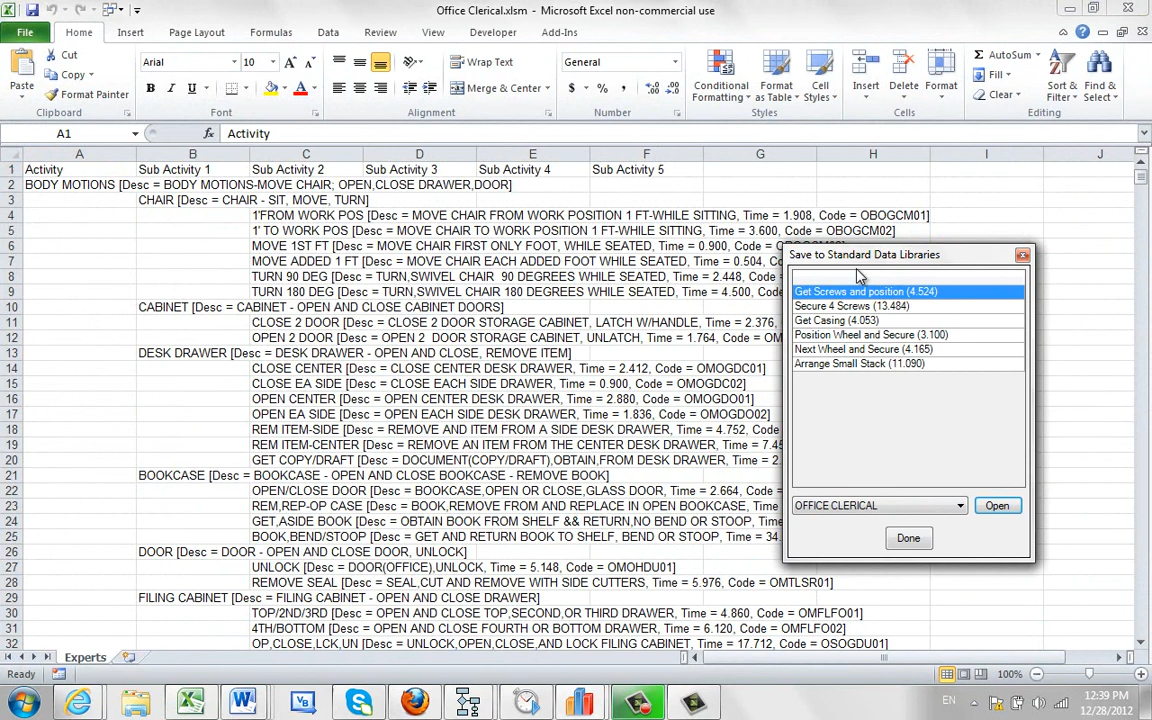 Office Clerical.xlsm - Microsoft Excel non-commercial use
File Home Insert Page Layout Formulas Data Review View Developer Add-Ins
Paste
Cut
Copy
Format Painter
Clipboard
Arial 10
B I U
Font
Wrap Text
Merge & Center
Alignment
General
$ % ,
Number
Conditional Formatting
Format as Table
Cell Styles
Styles
Insert Delete Format
Cells
AutoSum
Fill
Clear
Sort & Filter
Find & Select
Editing
A1 fx Activity
A B C D E F G H I J
1 Activity Sub Activity 1 Sub Activity 2 Sub Activity 3 Sub Activity 4 Sub Activity 5
2 BODY MOTIONS [Desc = BODY MOTIONS-MOVE CHAIR; OPEN,CLOSE DRAWER,DOOR]
3 CHAIR [Desc = CHAIR - SIT, MOVE, TURN]
4 1'FROM WORK POS [Desc = MOVE CHAIR FROM WORK POSITION 1 FT-WHILE SITTING, Time = 1.908, Code = OBOGCM01]
5 1' TO WORK POS [Desc = MOVE CHAIR TO WORK POSITION 1 FT-WHILE SITTING, Time = 3.600, Code = OBOGCM02]
6 MOVE 1ST FT [Desc = MOVE CHAIR FIRST ONLY FOOT, WHILE SEATED, Time = 0.900, Code = OBOGCM03]
7 MOVE ADDED 1 FT [Desc = MOVE CHAIR EACH ADDED FOOT WHILE SEATED, Time = 0.504,
8 TURN 90 DEG [Desc = TURN,SWIVEL CHAIR 90 DEGREES WHILE SEATED, Time = 2.448,
9 TURN 180 DEG [Desc = TURN,SWIVEL CHAIR 180 DEGREES WHILE SEATED, Time = 4.500,
10 CABINET [Desc = CABINET - OPEN AND CLOSE CABINET DOORS]
11 CLOSE 2 DOOR [Desc = CLOSE 2 DOOR STORAGE CABINET, LATCH W/HANDLE, Time = 2.376,
12 OPEN 2 DOOR [Desc = OPEN 2 DOOR STORAGE CABINET, UNLATCH, Time = 1.764,
13 DESK DRAWER [Desc = DESK DRAWER - OPEN AND CLOSE, REMOVE ITEM]
14 CLOSE CENTER [Desc = CLOSE CENTER DESK DRAWER, Time = 2.412, Code = OMOGDC01]
15 CLOSE EA SIDE [Desc = CLOSE EACH SIDE DRAWER, Time = 0.900, Code = OMOGDC02]
16 OPEN CENTER [Desc = OPEN CENTER DESK DRAWER, Time = 2.880, Code = OMOGDO01]
17 OPEN EA SIDE [Desc = OPEN EACH SIDE DESK DRAWER, Time = 1.836, Code = OMOGDO02]
18 REM ITEM-SIDE [Desc = REMOVE AND ITEM FROM A SIDE DESK DRAWER, Time = 4.752, Code =
19 REM ITEM-CENTER [Desc = REMOVE AN ITEM FROM THE CENTER DESK DRAWER, Time = 7.4
20 GET COPY/DRAFT [Desc = DOCUMENT(COPY/DRAFT),OBTAIN,FROM DESK DRAWER, Time = 2.
21 BOOKCASE [Desc = BOOKCASE - OPEN AND CLOSE BOOKCASE - REMOVE BOOK]
22 OPEN/CLOSE DOOR [Desc = BOOKCASE,OPEN OR CLOSE,GLASS DOOR, Time = 2.664, Code =
23 REM,REP-OP CASE [Desc = BOOKCASE,REMOVE FROM AND REPLACE IN OPEN BOOKCASE, Time =
24 GET,ASIDE BOOK [Desc = OBTAIN BOOK FROM SHELF && RETURN,NO BEND OR STOOP, Time =
25 BOOK,BEND/STOOP [Desc = GET AND RETURN BOOK TO SHELF, BEND OR STOOP, Time = 34.
26 DOOR [Desc = DOOR - OPEN AND CLOSE DOOR, UNLOCK]
27 UNLOCK [Desc = DOOR(OFFICE),UNLOCK, Time = 5.148, Code = OMOHDU01]
28 REMOVE SEAL [Desc = SEAL,CUT AND REMOVE WITH SIDE CUTTERS, Time = 5.976, Code = OMTLSR01]
29 FILING CABINET [Desc = FILING CABINET - OPEN AND CLOSE DRAWER]
30 TOP/2ND/3RD [Desc = OPEN AND CLOSE TOP,SECOND,OR THIRD DRAWER, Time = 4.860, Code = OMFLFO01]
31 4TH/BOTTOM [Desc = OPEN AND CLOSE FOURTH OR BOTTOM DRAWER, Time = 6.120, Code = OMFLFO02]
32 OP,CLOSE,LCK,UN [Desc = UNLOCK,OPEN,CLOSE,AND LOCK FILING CABINET, Time = 17.712, Code = OSOGDU01]
Save to Standard Data Libraries
Get Screws and position (4.524)
Secure 4 Screws (13.484)
Get Casing (4.053)
Position Wheel and Secure (3.100)
Next Wheel and Secure (4.165)
Arrange Small Stack (11.090)
OFFICE CLERICAL Open
Done
Experts
Ready 100%
EN 12:39 PM
12/28/2012